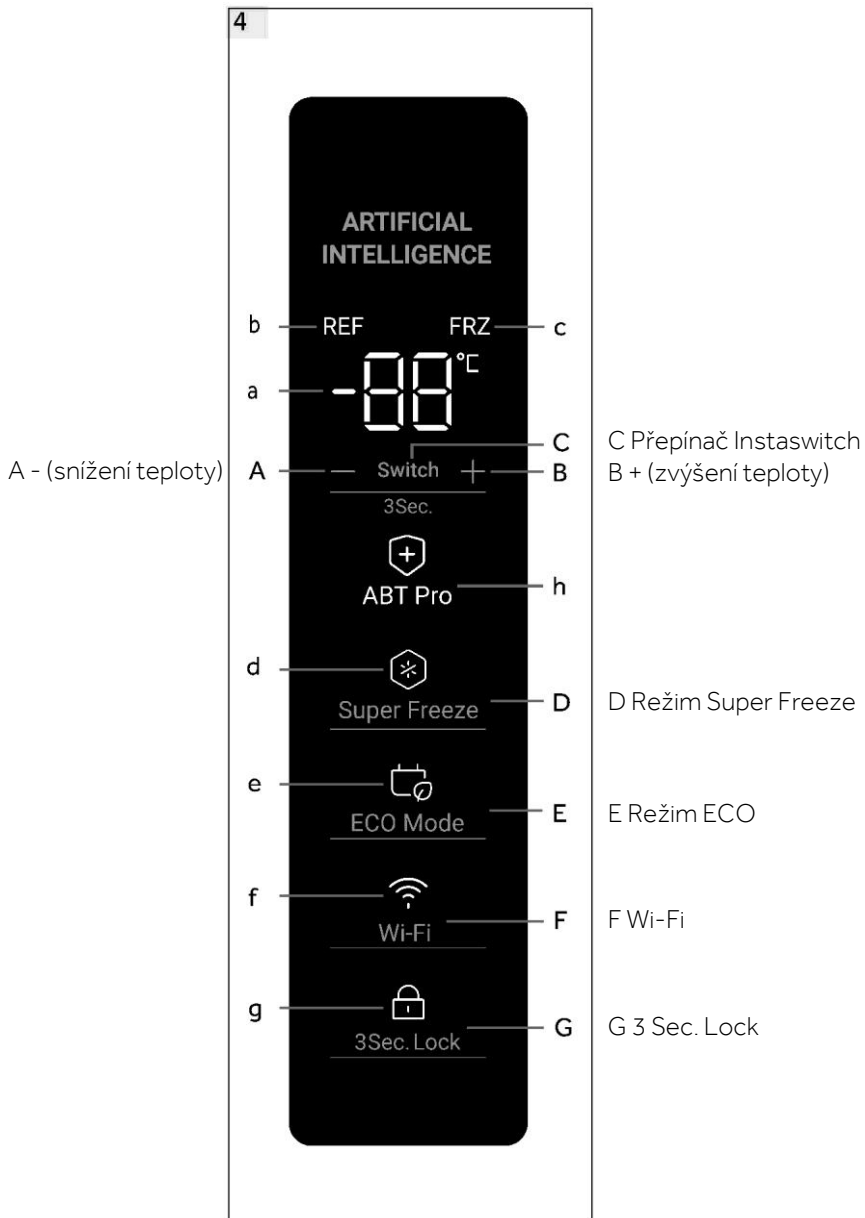 4
ARTIFICIAL
INTELLIGENCE
b REF FRZ c
a -88 °C
C C Přepínač Instaswitch
A - (snížení teploty) A — Switch + B B + (zvýšení teploty)
3Sec.
ABT Pro h
d
Super Freeze D D Režim Super Freeze
e
ECO Mode E E Režim ECO
f
Wi-Fi F F Wi-Fi
g
3Sec. Lock G G 3 Sec. Lock